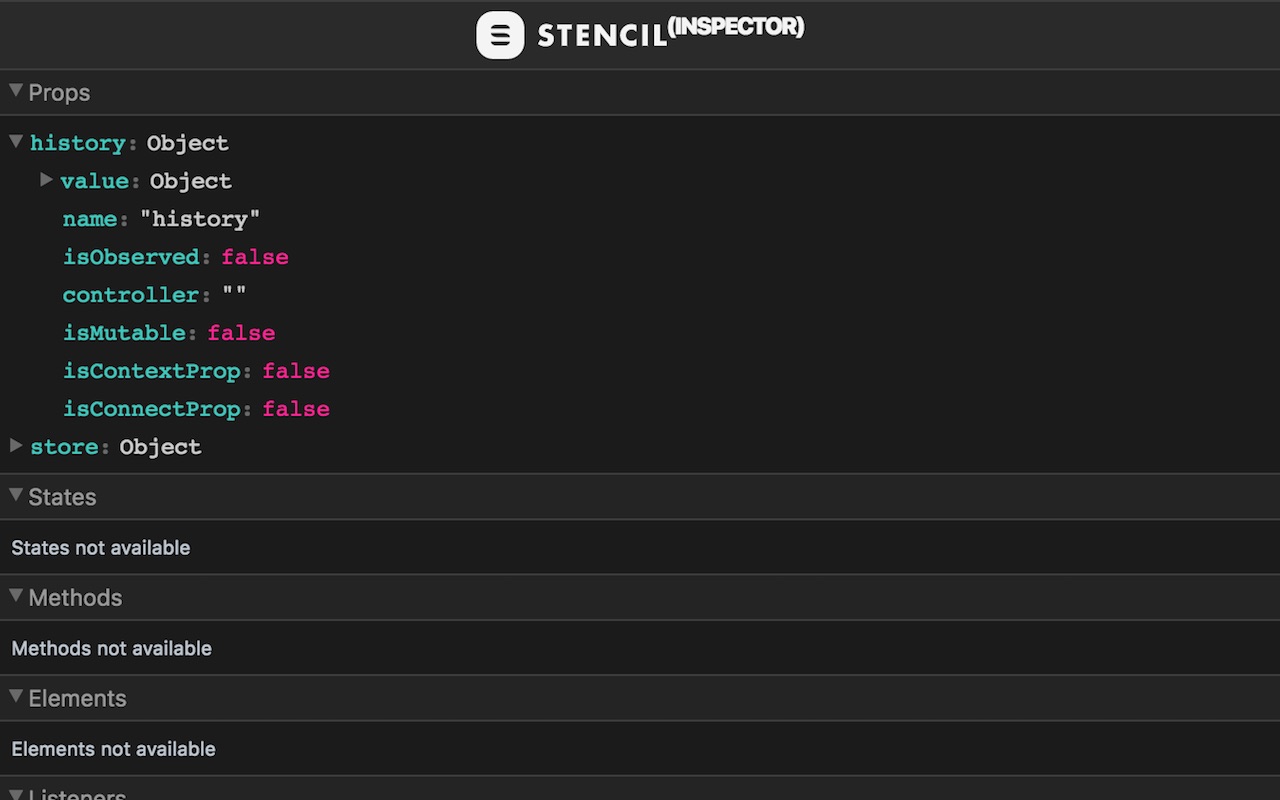 STENCIL(INSPECTOR)
Props
history: Object
value: Object
name: "history"
isObserved: false
controller: ""
isMutable: false
isContextProp: false
isConnectProp: false
store: Object
States
States not available
Methods
Methods not available
Elements
Elements not available
Listeners